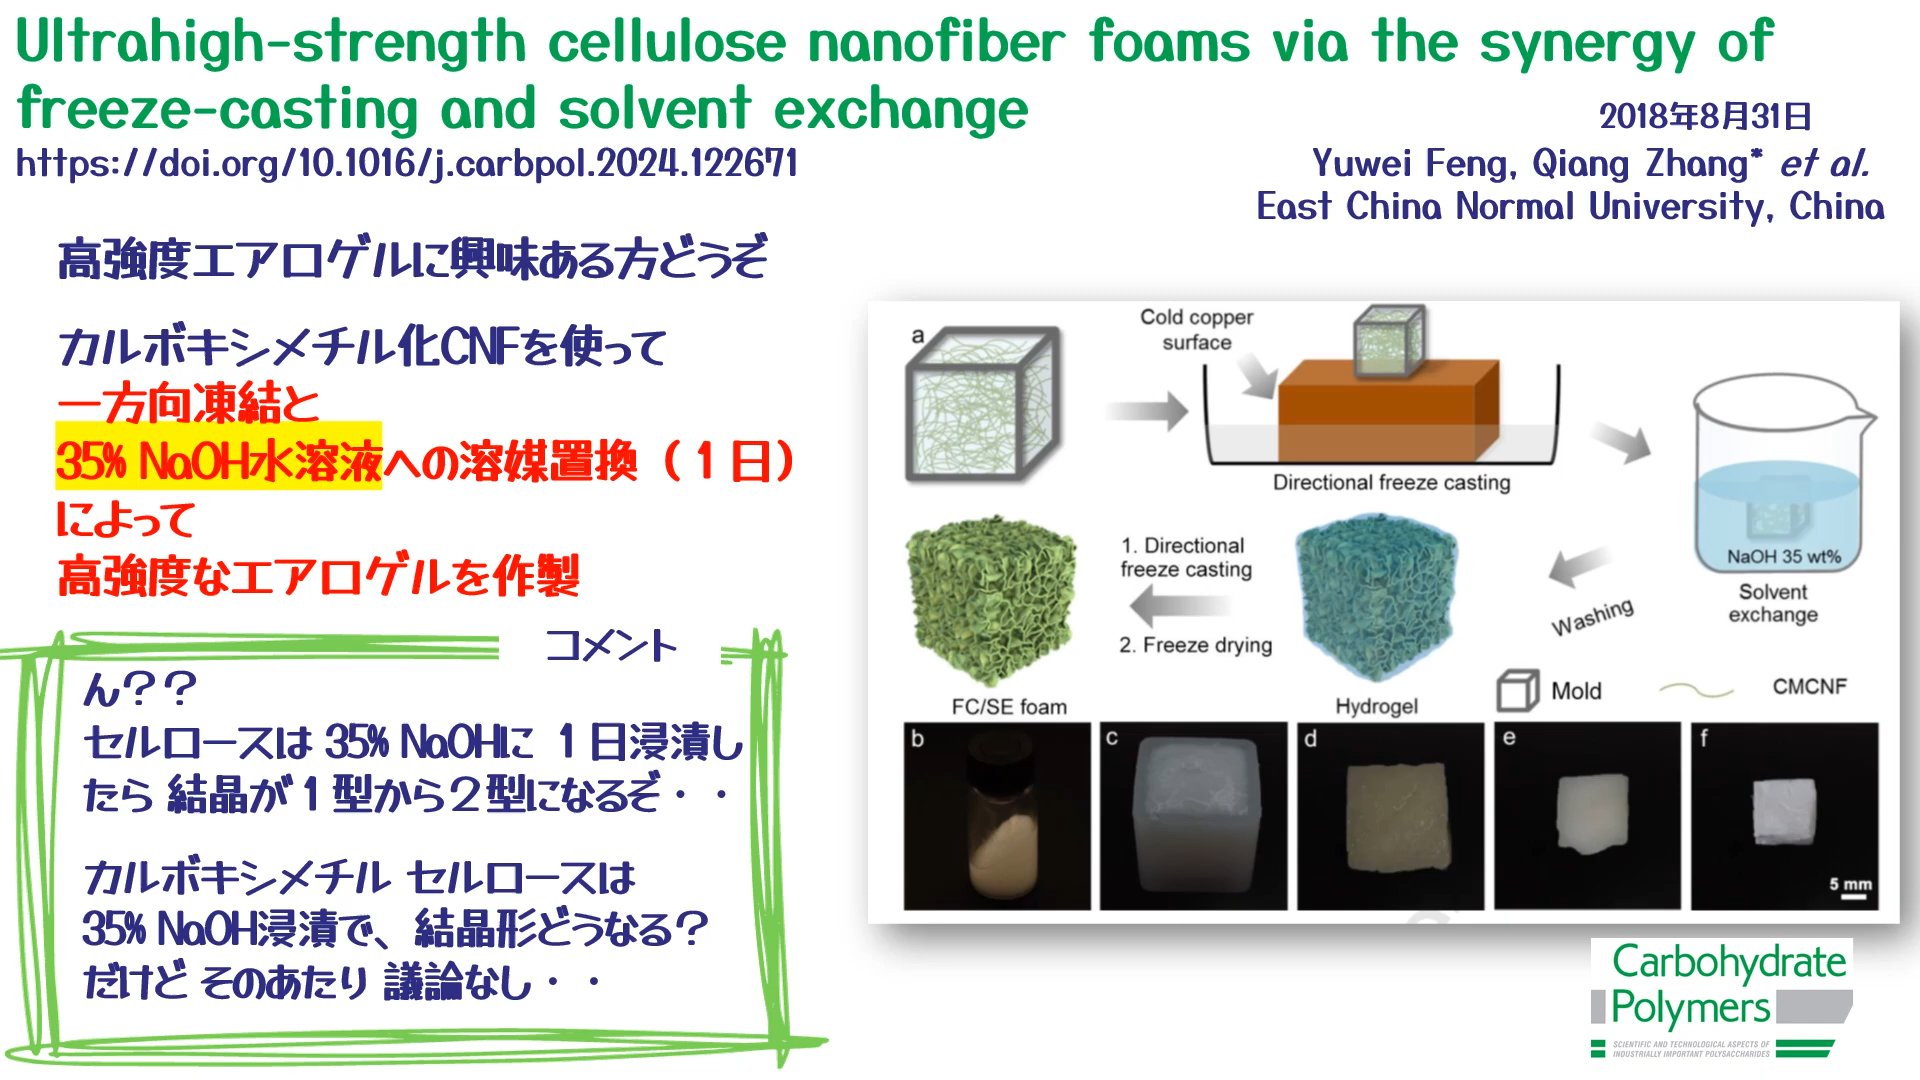 Ultrahigh-strength cellulose nanofiber foams via the synergy of
freeze-casting and solvent exchange
2018年8月31日
https://doi.org/10.1016/j.carbpol.2024.122671
Yuwei Feng, Qiang Zhang* et al.
East China Normal University, China
高強度エアロゲルに興味ある方どうぞ
カルボキシメチル化CNFを使って
一方向凍結と
35% NaOH水溶液への溶媒置換（１日）
によって
高強度なエアロゲルを作製
コメント
ん？？
セルロースは 35% NaOHに １日浸漬し
たら 結晶が１型から２型になるぞ・・
カルボキシメチル セルロースは
35% NaOH浸漬で、結晶形どうなる？
だけど そのあたり 議論なし・・
a
Cold copper
surface
Directional freeze casting
NaOH 35 wt%
Solvent
exchange
Washing
1. Directional
freeze casting
2. Freeze drying
FC/SE foam
Hydrogel
Mold
CMCNF
b
c
d
e
f
5 mm
Carbohydrate
Polymers
SCIENTIFIC AND TECHNOLOGICAL ASPECTS OF
INDUSTRIALLY IMPORTANT POLYSACCHARIDES